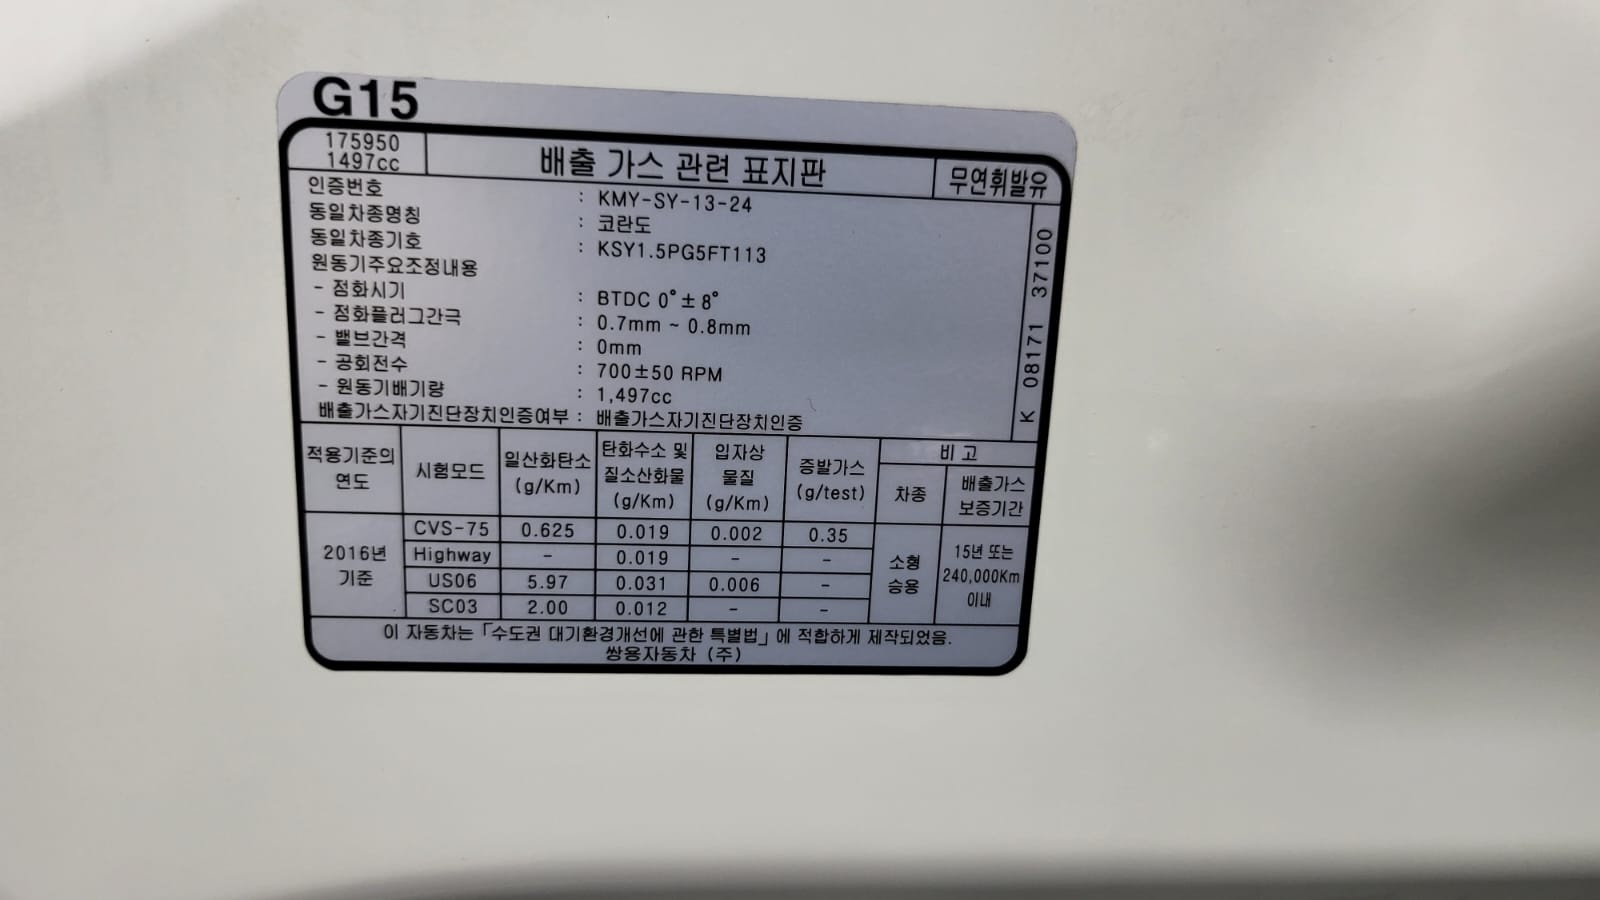 G15
175950
1497cc
배출 가스 관련 표지판
무연휘발유
인증번호 : KMY-SY-13-24
동일차종명칭 : 코란도
동일차종기호 : KSY1.5PG5FT113
원동기주요조정내용
- 점화시기 : BTDC 0°±8°
- 점화플러그간극 : 0.7mm ~ 0.8mm
- 밸브간격 : 0mm
- 공회전수 : 700±50 RPM
- 원동기배기량 : 1,497cc
배출가스자기진단장치인증여부 : 배출가스자기진단장치인증
K 08171 37100
적용기준의 연도 시험모드 일산화탄소 (g/Km) 탄화수소 및 질소산화물 (g/Km) 입자상 물질 (g/Km) 증발가스 (g/test) 비고
차종 배출가스 보증기간
2016년 기준
CVS-75 0.625 0.019 0.002 0.35
Highway - 0.019 - -
US06 5.97 0.031 0.006 -
SC03 2.00 0.012 - -
소형 승용
15년 또는
240,000Km
이내
이 자동차는「수도권 대기환경개선에 관한 특별법」에 적합하게 제작되었음.
쌍용자동차 (주)